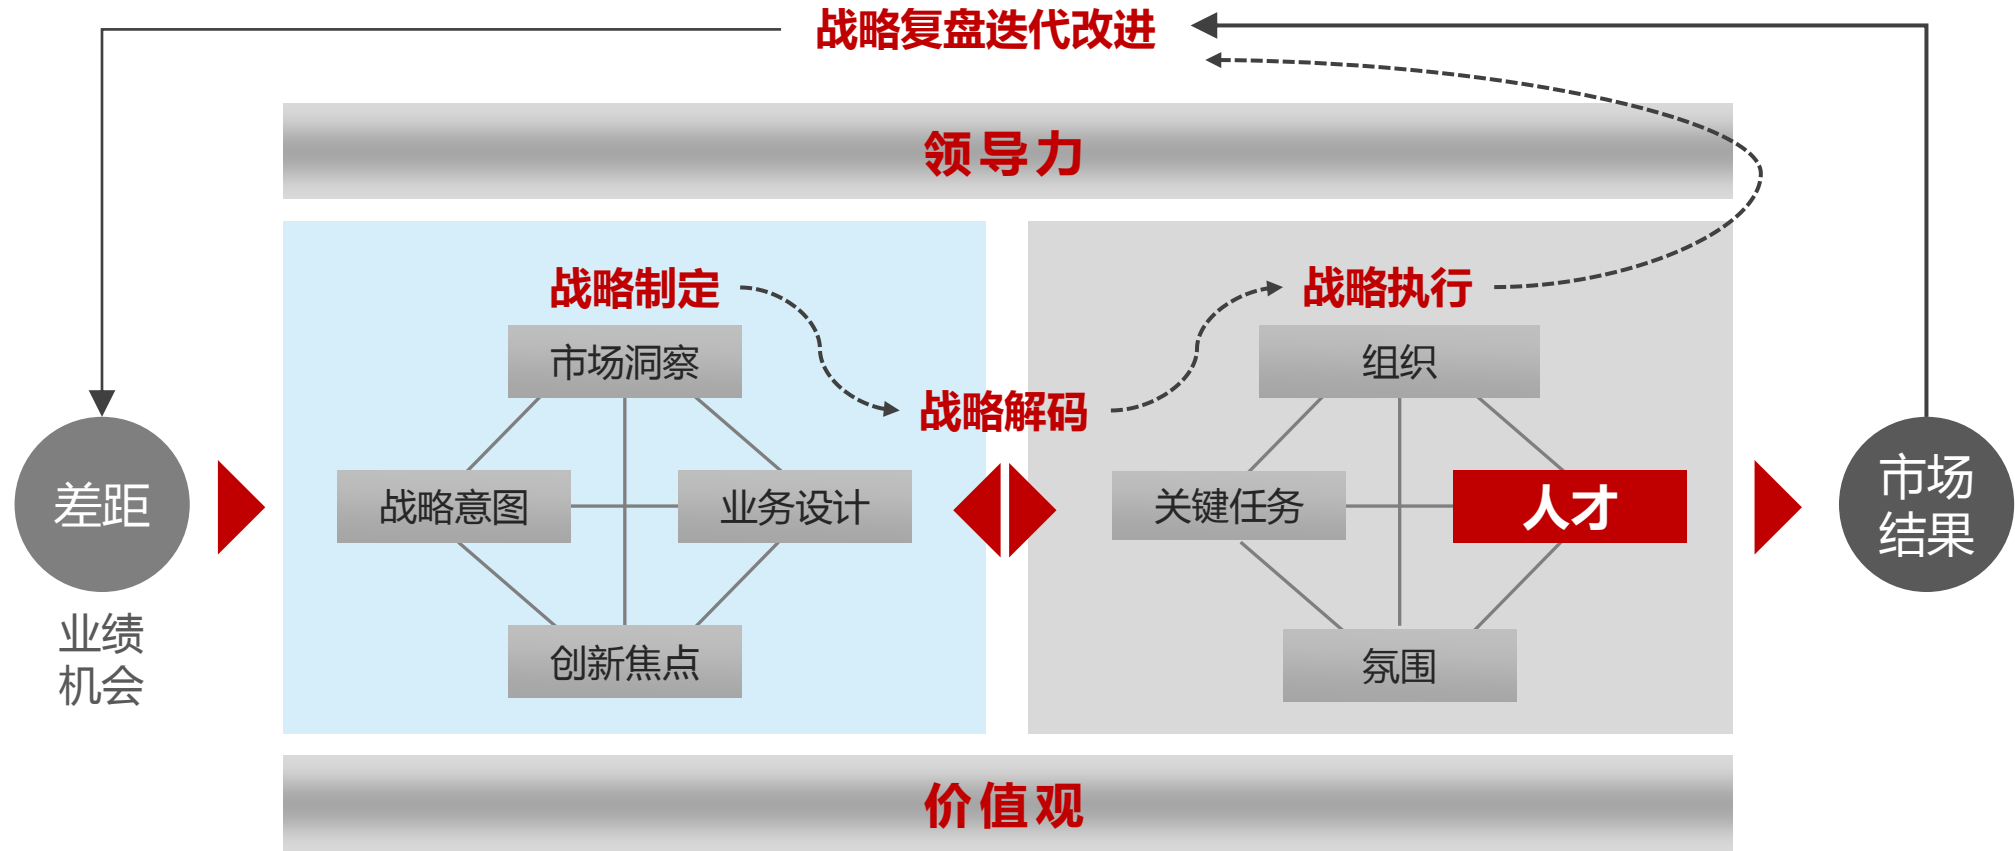 战略复盘迭代改进
领导力
战略制定
战略执行
市场洞察
组织
战略解码
差距
战略意图
业务设计
关键任务
人才
市场
结果
业绩
机会
创新焦点
氛围
价值观